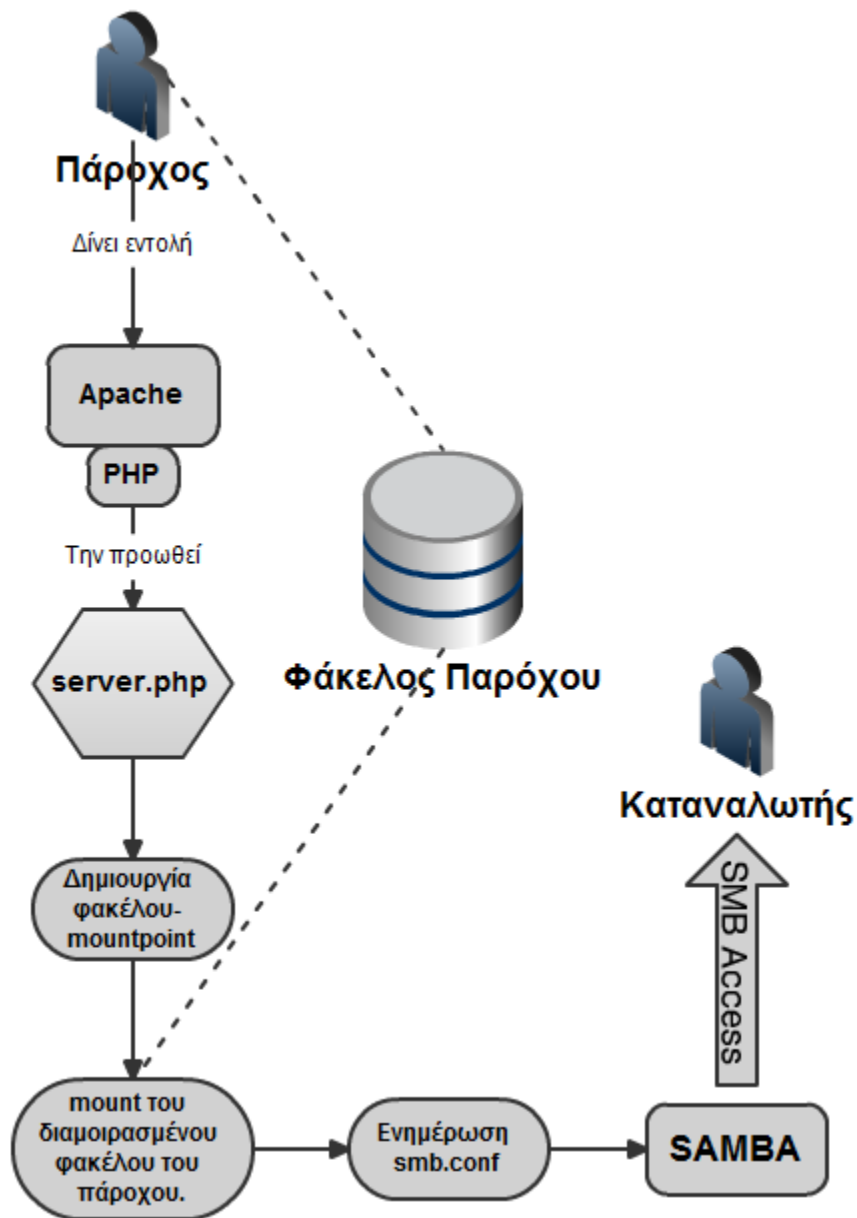 Πάροχος
Δίνει εντολή
Apache
PHP
Την προωθεί
server.php
Φάκελος Παρόχου
Καταναλωτής
Δημιουργία
φακέλου-
mountpoint
SMB Access
mount του
διαμοιρασμένου
φακέλου του
πάροχου.
Ενημέρωση
smb.conf
SAMBA